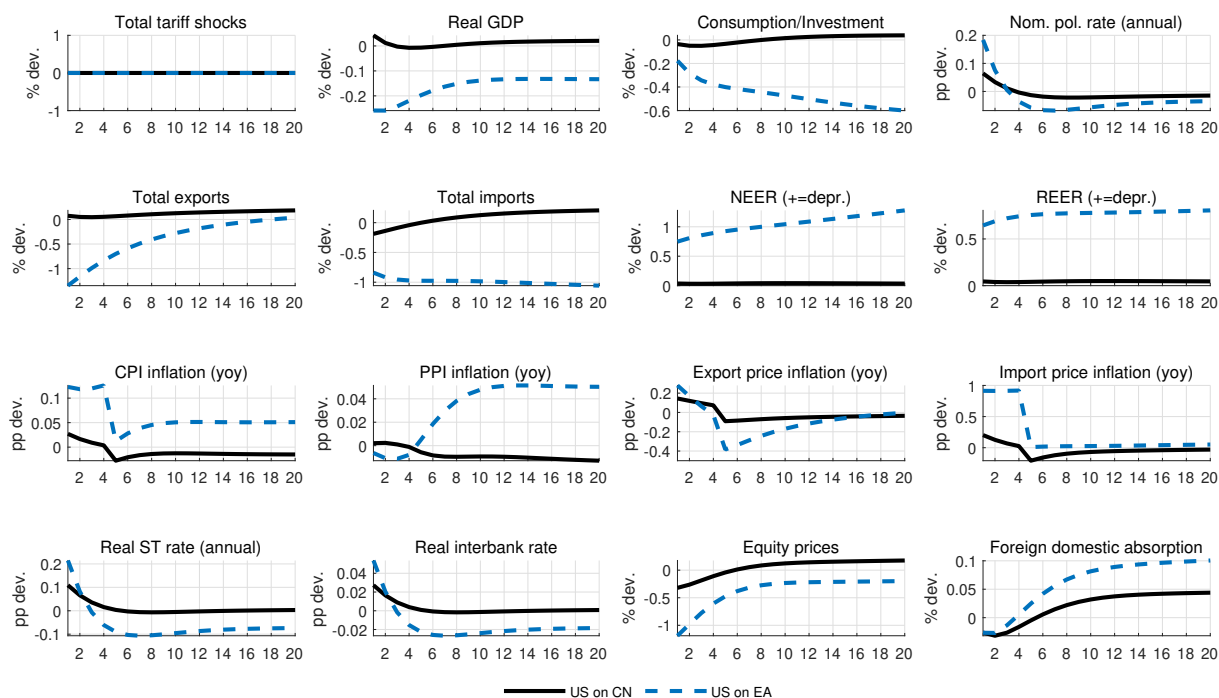 Total tariff shocks
% dev.
1
0
-1
2 4 6 8 10 12 14 16 18 20
Real GDP
% dev.
0
-0.1
-0.2
2 4 6 8 10 12 14 16 18 20
Consumption/Investment
% dev.
0
-0.2
-0.4
-0.6
2 4 6 8 10 12 14 16 18 20
Nom. pol. rate (annual)
pp dev.
0.2
0.1
0
2 4 6 8 10 12 14 16 18 20
Total exports
% dev.
0
-0.5
-1
2 4 6 8 10 12 14 16 18 20
Total imports
% dev.
0
-0.5
-1
2 4 6 8 10 12 14 16 18 20
NEER (+=depr.)
% dev.
1
0.5
0
2 4 6 8 10 12 14 16 18 20
REER (+=depr.)
% dev.
0.5
0
2 4 6 8 10 12 14 16 18 20
CPI inflation (yoy)
pp dev.
0.1
0.05
0
2 4 6 8 10 12 14 16 18 20
PPI inflation (yoy)
pp dev.
0.04
0.02
0
2 4 6 8 10 12 14 16 18 20
Export price inflation (yoy)
pp dev.
0.2
0
-0.2
-0.4
2 4 6 8 10 12 14 16 18 20
Import price inflation (yoy)
pp dev.
1
0.5
0
2 4 6 8 10 12 14 16 18 20
Real ST rate (annual)
pp dev.
0.2
0.1
0
-0.1
2 4 6 8 10 12 14 16 18 20
Real interbank rate
pp dev.
0.04
0.02
0
-0.02
2 4 6 8 10 12 14 16 18 20
Equity prices
% dev.
0
-0.5
-1
2 4 6 8 10 12 14 16 18 20
Foreign domestic absorption
% dev.
0.1
0.05
0
2 4 6 8 10 12 14 16 18 20
US on CN US on EA